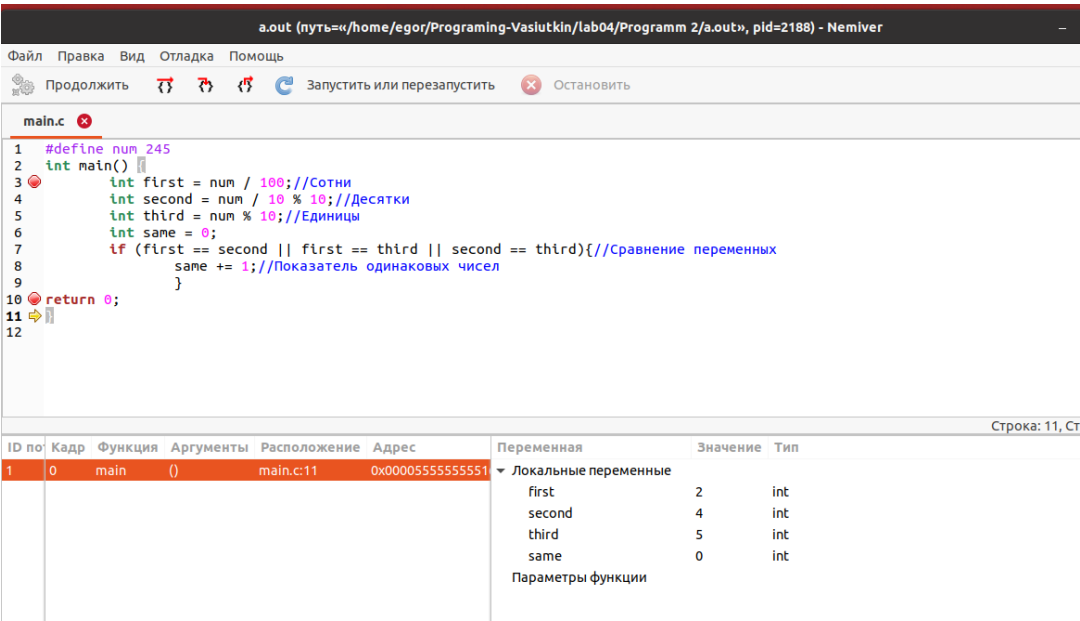 a.out (путь=«/home/egor/Programing-Vasiutkin/lab04/Programm 2/a.out», pid=2188) - Nemiver
Файл Правка Вид Отладка Помощь
Продолжить Запустить или перезапустить Остановить
main.c
1 #define num 245
2 int main() {
3 int first = num / 100;//Сотни
4 int second = num / 10 % 10;//Десятки
5 int third = num % 10;//Единицы
6 int same = 0;
7 if (first == second || first == third || second == third){//Сравнение переменных
8 same += 1;//Показатель одинаковых чисел
9 }
10 return 0;
11 }
12
Строка: 11, Ст
ID по Кадр Функция Аргументы Расположение Адрес Переменная Значение Тип
1 0 main () main.c:11 0x00005555555551 Локальные переменные
first 2 int
second 4 int
third 5 int
same 0 int
Параметры функции